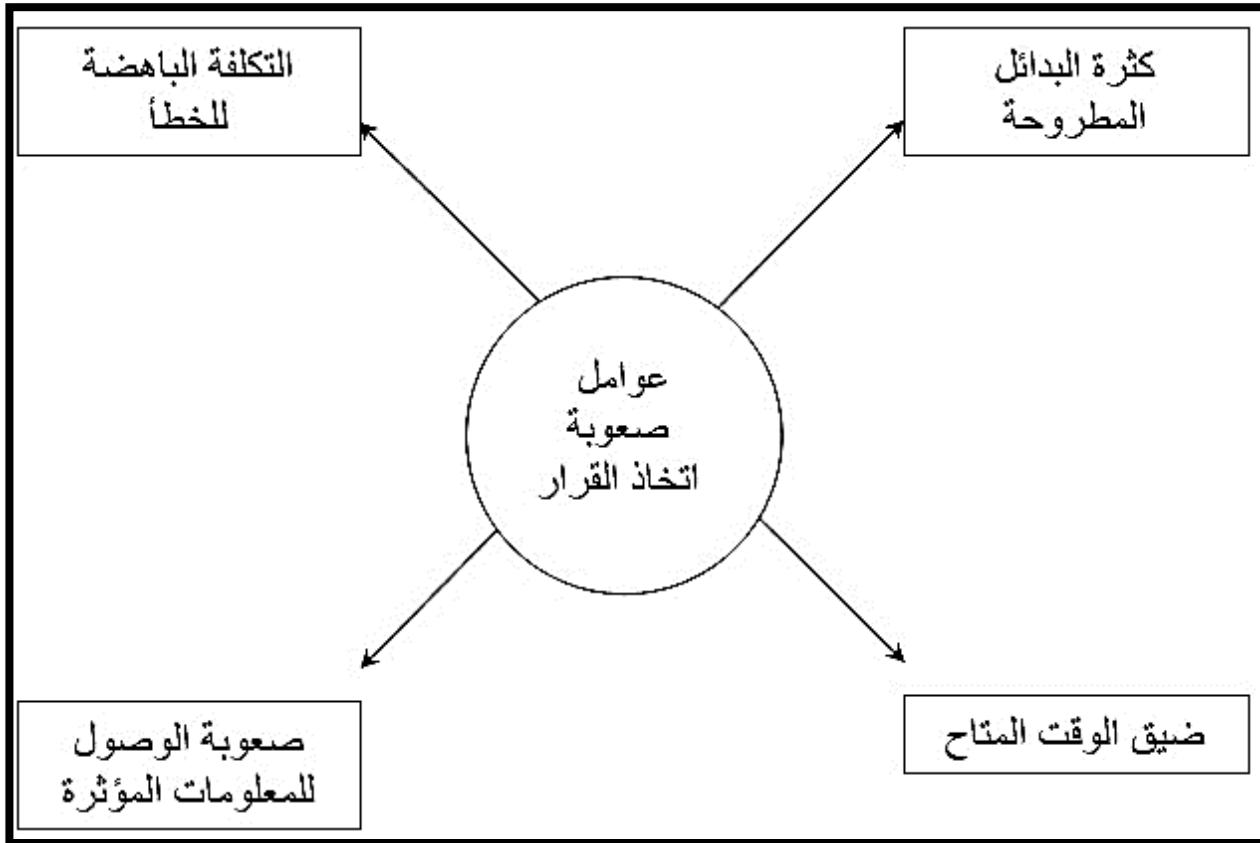 كثرة البدائل
المطروحة
التكلفة الباهضة
للخطأ
عوامل
صعوبة
اتخاذ القرار
ضيق الوقت المتاح
صعوبة الوصول
للمعلومات المؤثرة